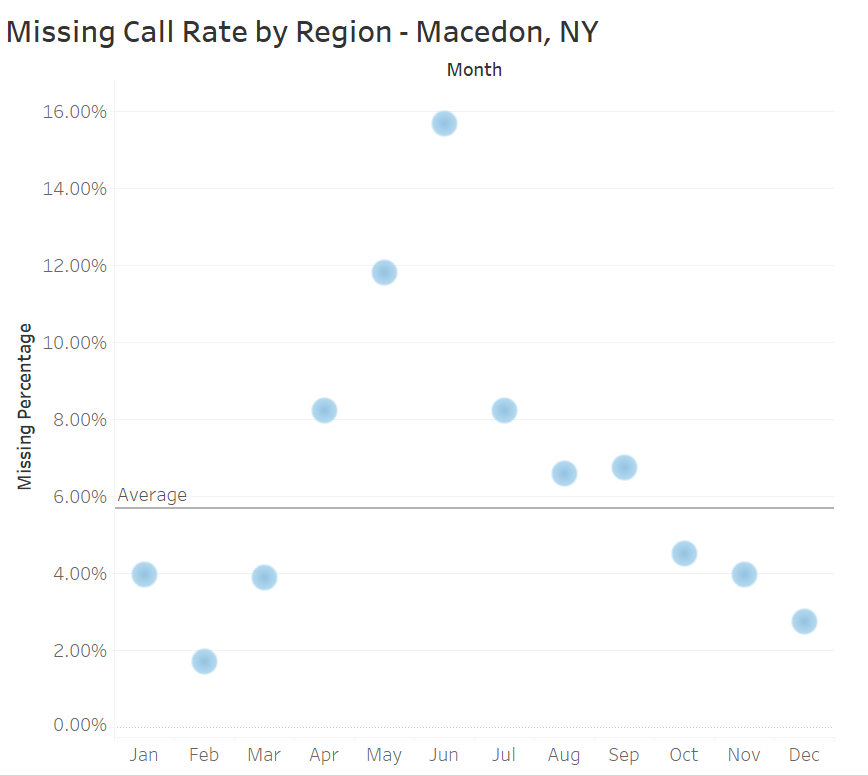 Missing Call Rate by Region - Macedon, NY
Month
16.00%
14.00%
12.00%
10.00%
8.00%
6.00%
4.00%
2.00%
0.00%
Missing Percentage
Average
Jan Feb Mar Apr May Jun Jul Aug Sep Oct Nov Dec